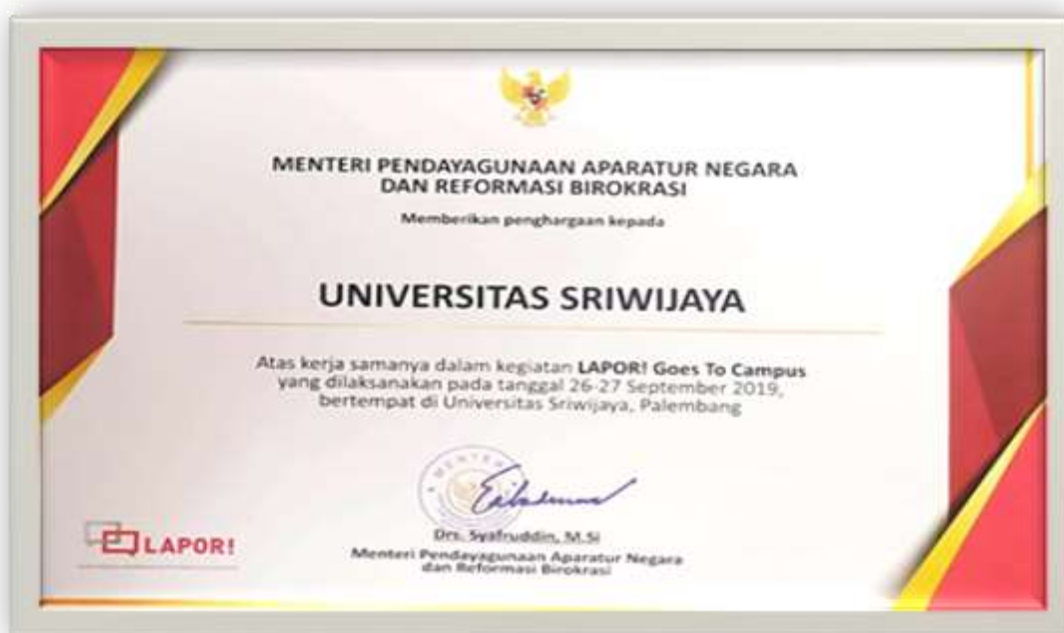 MENTERI PENDAYAGUNAAN APARATUR NEGARA
DAN REFORMASI BIROKRASI
Memberikan penghargaan kepada
UNIVERSITAS SRIWIJAYA
Atas kerja samanya dalam kegiatan LAPOR! Goes To Campus
yang dilaksanakan pada tanggal 26-27 September 2019,
bertempat di Universitas Sriwijaya, Palembang
MENTERI
Drs. Syafruddin, M.Si
Menteri Pendayagunaan Aparatur Negara
dan Reformasi Birokrasi
LAPOR!